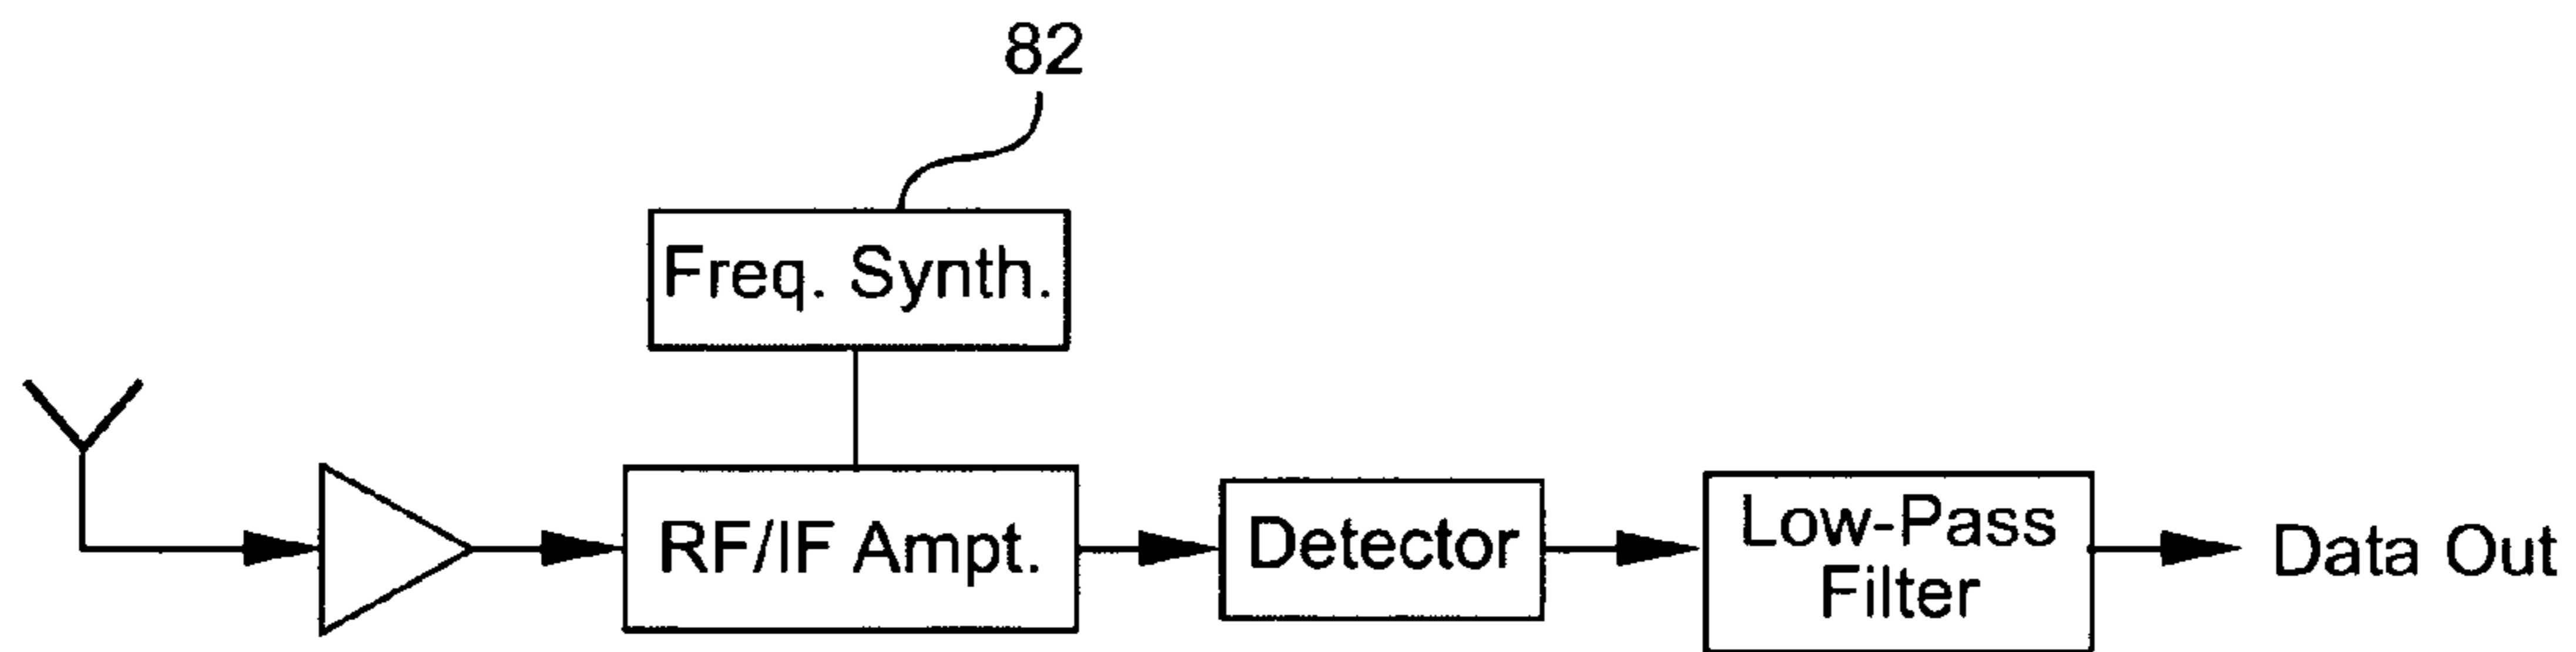 82
Freq. Synth.
RF/IF Ampt.
Detector
Low-Pass
Filter
Data Out